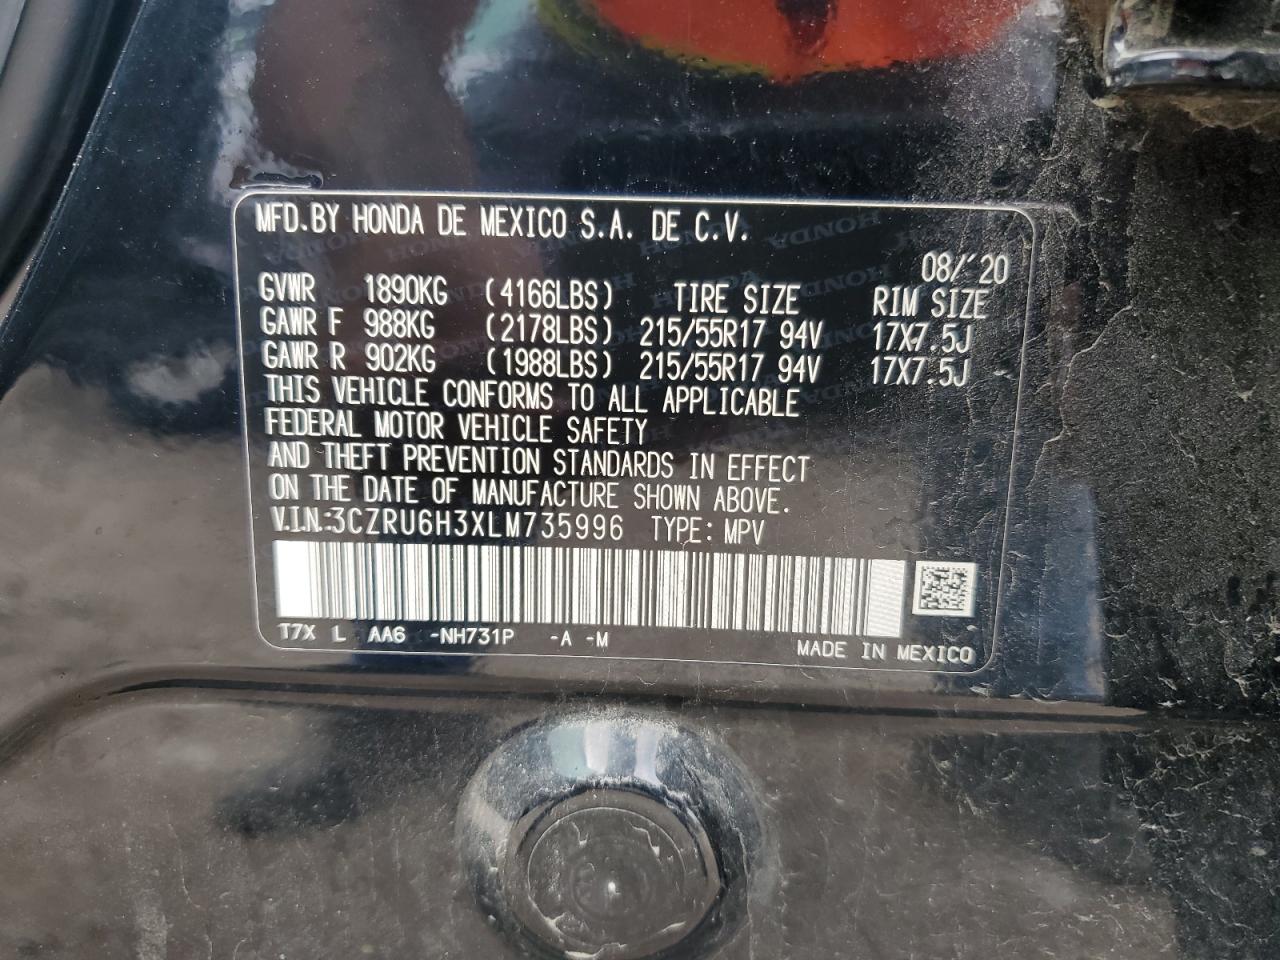 MFD.BY HONDA DE MEXICO S.A. DE C.V.
08/'20
GVWR 1890KG (4166LBS) TIRE SIZE RIM SIZE
GAWR F 988KG (2178LBS) 215/55R17 94V 17X7.5J
GAWR R 902KG (1988LBS) 215/55R17 94V 17X7.5J
THIS VEHICLE CONFORMS TO ALL APPLICABLE
FEDERAL MOTOR VEHICLE SAFETY
AND THEFT PREVENTION STANDARDS IN EFFECT
ON THE DATE OF MANUFACTURE SHOWN ABOVE.
V.I.N.:3CZRU6H3XLM735996 TYPE: MPV
T7X L AA6 -NH731P -A -M
MADE IN MEXICO